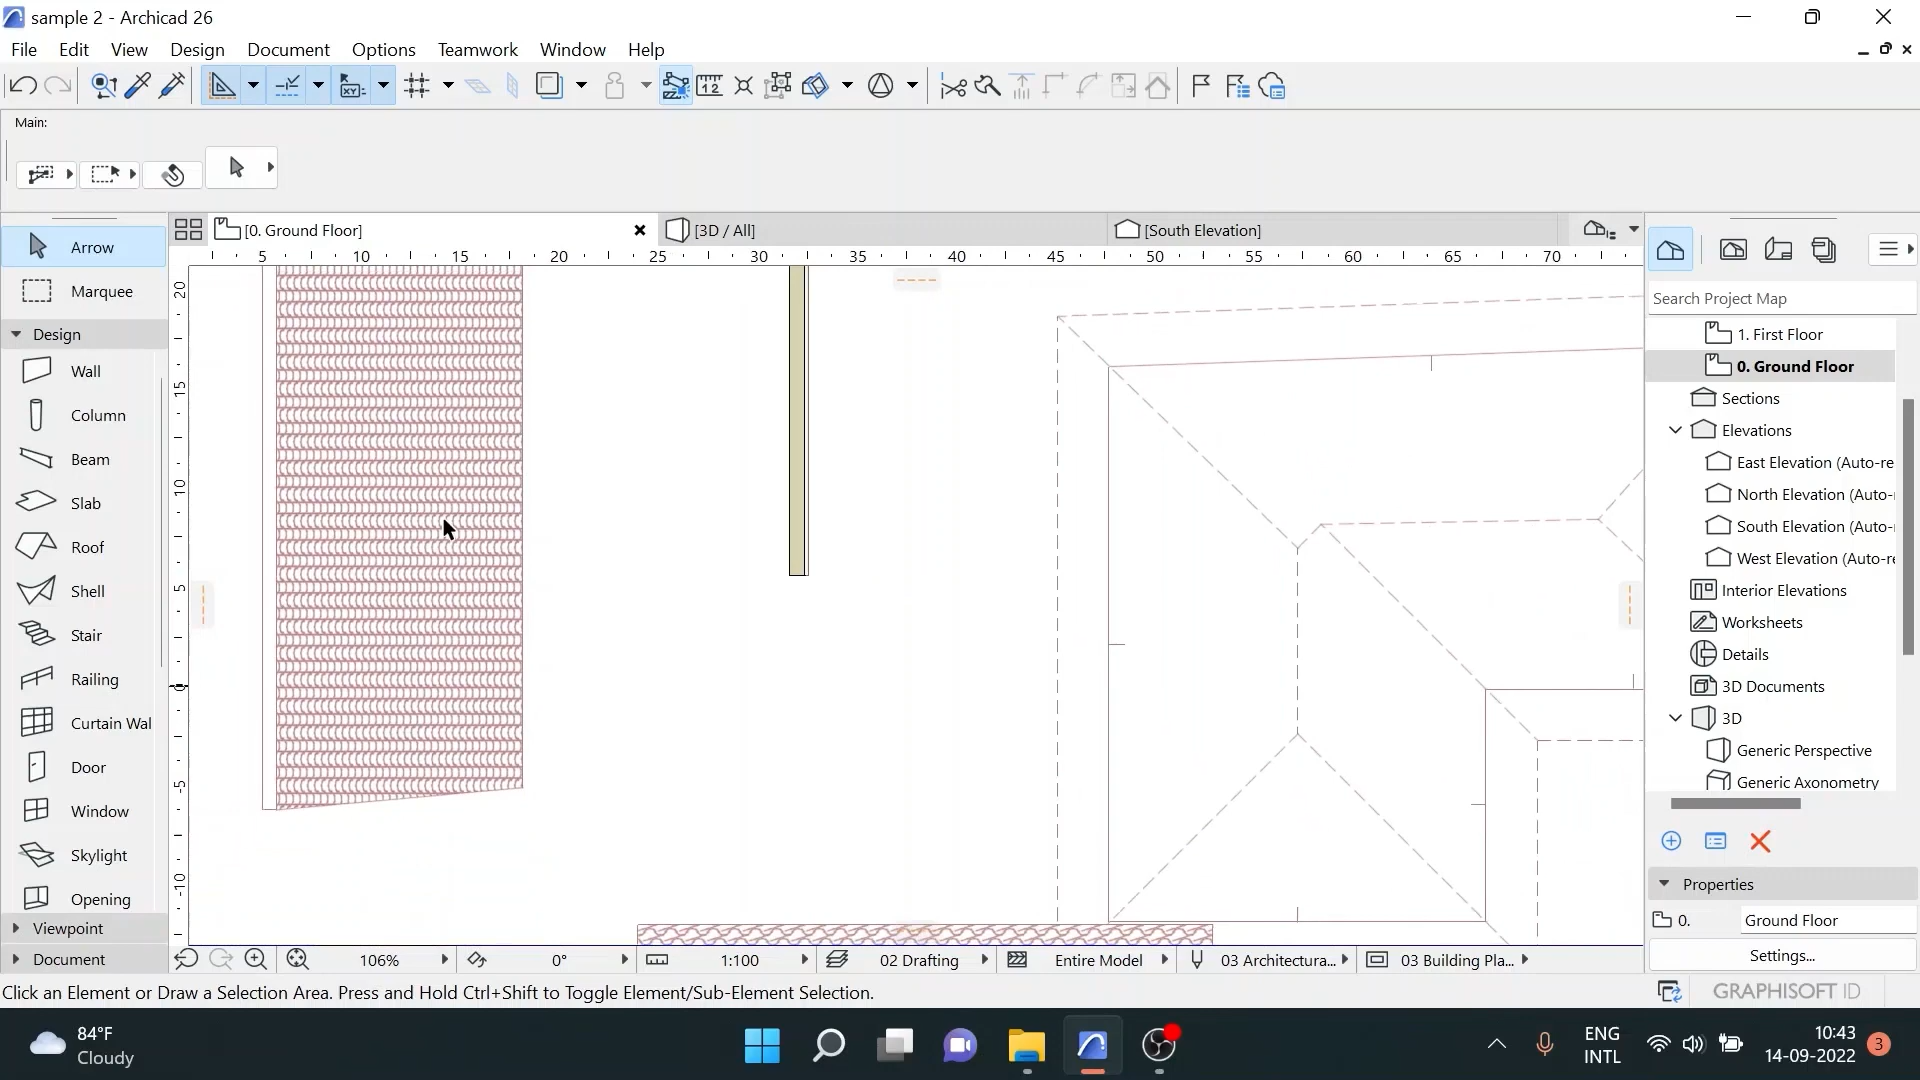 sample 2 - Archicad 26
File Edit View Design Document Options Teamwork Window Help
Main:
[0. Ground Floor]
[3D / All]
[South Elevation]
5 10 15 20 25 30 35 40 45 50 55 60 65 70
20
15
10
5
0
-5
-10
Arrow
Marquee
Design
Wall
Column
Beam
Slab
Roof
Shell
Stair
Railing
Curtain Wal
Door
Window
Skylight
Opening
Viewpoint
Document
Search Project Map
1. First Floor
0. Ground Floor
Sections
Elevations
East Elevation (Auto-re
North Elevation (Auto-
South Elevation (Auto-
West Elevation (Auto-re
Interior Elevations
Worksheets
Details
3D Documents
3D
Generic Perspective
Generic Axonometry
Properties
0. Ground Floor
Settings...
106% 0° 1:100 02 Drafting Entire Model 03 Architectura... 03 Building Pla...
Click an Element or Draw a Selection Area. Press and Hold Ctrl+Shift to Toggle Element/Sub-Element Selection.
GRAPHISOFT ID
84°F
Cloudy
ENG
INTL
10:43
14-09-2022
3